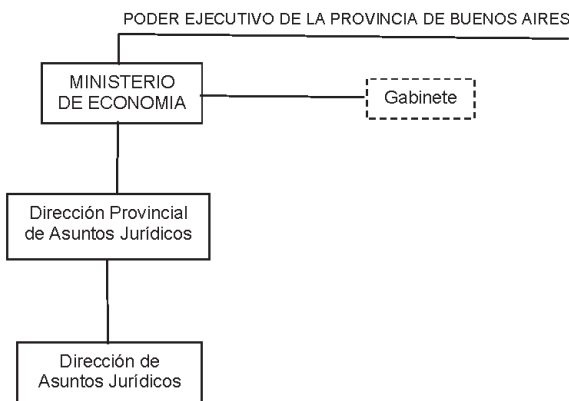 PODER EJECUTIVO DE LA PROVINCIA DE BUENOS AIRES
MINISTERIO
DE ECONOMIA
Gabinete
Dirección Provincial
de Asuntos Jurídicos
Dirección de
Asuntos Jurídicos